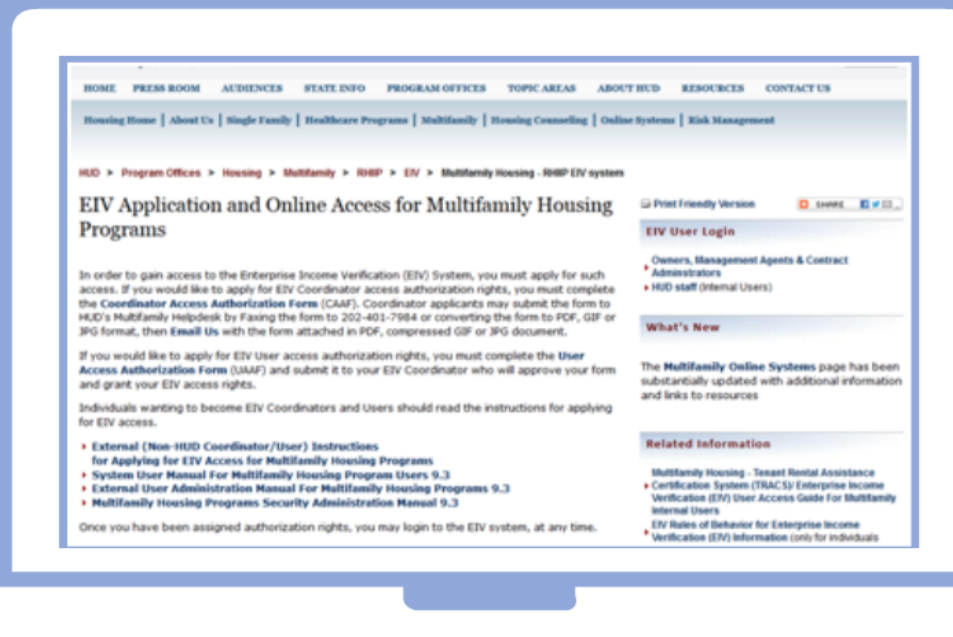 HOME PRESS ROOM AUDIENCES STATE INFO PROGRAM OFFICES TOPIC AREAS ABOUT HUD RESOURCES CONTACT US
Housing Home | About Us | Single Family | Healthcare Programs | Multifamily | Housing Counseling | Online Systems | Risk Management
HUD > Program Offices > Housing > Multifamily > RHIIP > EIV > Multifamily Housing - RHIIP EIV system
EIV Application and Online Access for Multifamily Housing
Programs
In order to gain access to the Enterprise Income Verification (EIV) System, you must apply for such
access. If you would like to apply for EIV Coordinator access authorization rights, you must complete
the Coordinator Access Authorization Form (CAAF). Coordinator applicants may submit the form to
HUD's Multifamily Helpdesk by Faxing the form to 202-401-7984 or converting the form to PDF, GIF or
JPG format, then Email Us with the form attached in PDF, compressed GIF or JPG document.
If you would like to apply for EIV User access authorization rights, you must complete the User
Access Authorization Form (UAAF) and submit it to your EIV Coordinator who will approve your form
and grant your EIV access rights.
Individuals wanting to become EIV Coordinators and Users should read the instructions for applying
for EIV access.
External (Non-HUD Coordinator/User) Instructions
for Applying for EIV Access for Multifamily Housing Programs
System User Manual For Multifamily Housing Program Users 9.3
External User Administration Manual For Multifamily Housing Programs 9.3
Multifamily Housing Programs Security Administration Manual 9.3
Once you have been assigned authorization rights, you may login to the EIV system, at any time.
Print Friendly Version SHARE
EIV User Login
Owners, Management Agents & Contract
Adminstrators
HUD staff (Internal Users)
What's New
The Multifamily Online Systems page has been
substantially updated with additional information
and links to resources
Related Information
Multifamily Housing - Tenant Rental Assistance
Certification System (TRACS)/ Enterprise Income
Verification (EIV) User Access Guide For Multifamily
Internal Users
EIV Rules of Behavior for Enterprise Income
Verification (EIV) Information (only for individuals